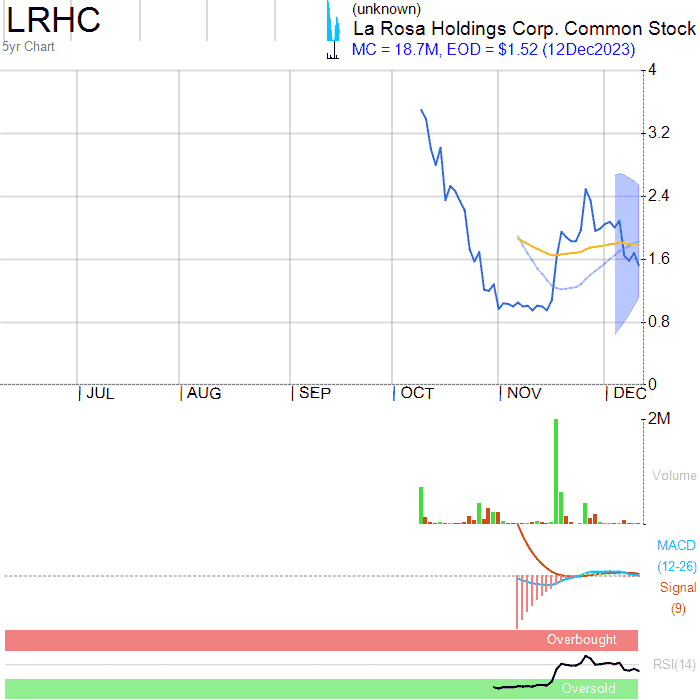 LRHC
5yr Chart
(unknown)
La Rosa Holdings Corp. Common Stock
MC = 18.7M, EOD = $1.52 (12Dec2023)
4
3.2
2.4
1.6
0.8
0
JUL AUG SEP OCT NOV DEC
2M
Volume
MACD
(12-26)
Signal
(9)
Overbought
RSI(14)
Oversold